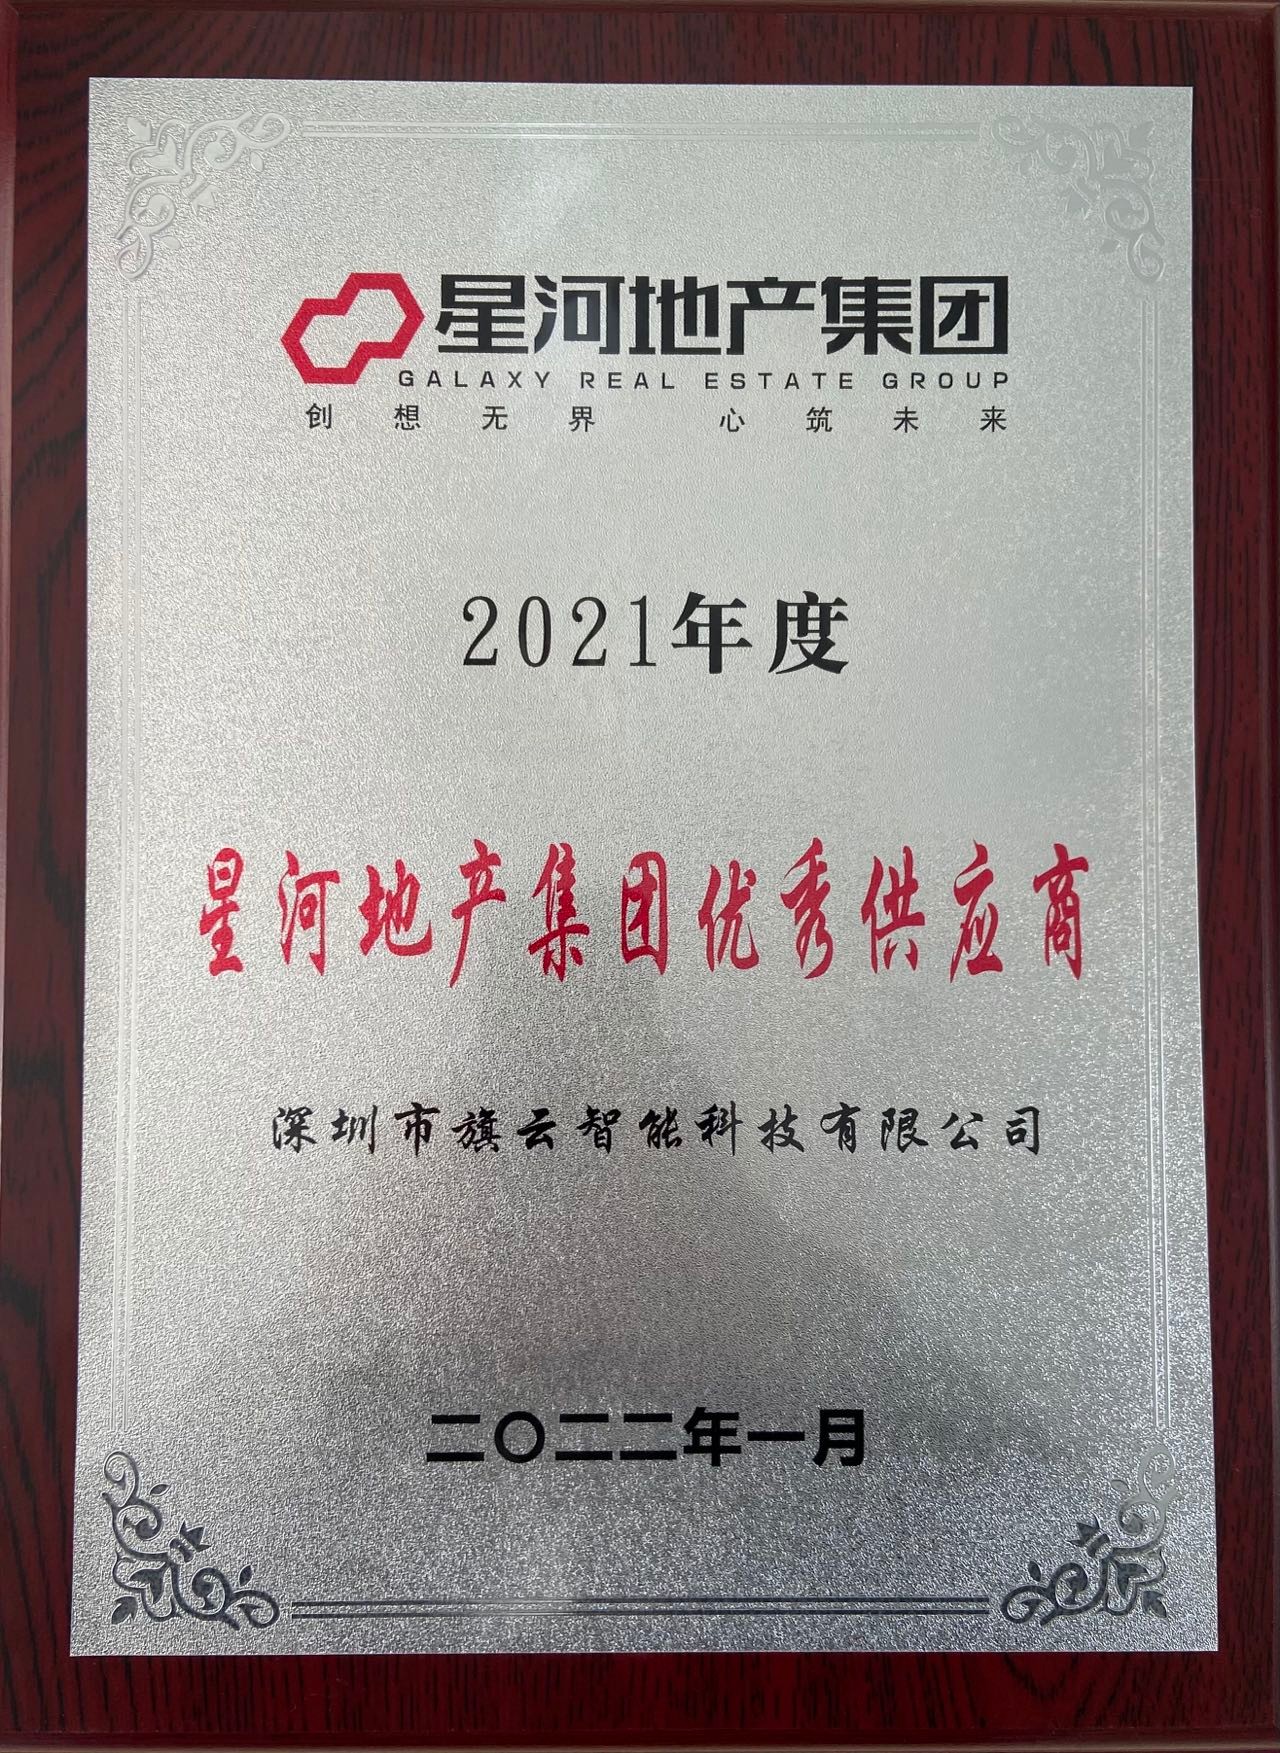 星河地产集团
GALAXY REAL ESTATE GROUP
创想无界 心筑未来
2021年度
星河地产集团优秀供应商
深圳市旗云智能科技有限公司
二〇二二年一月